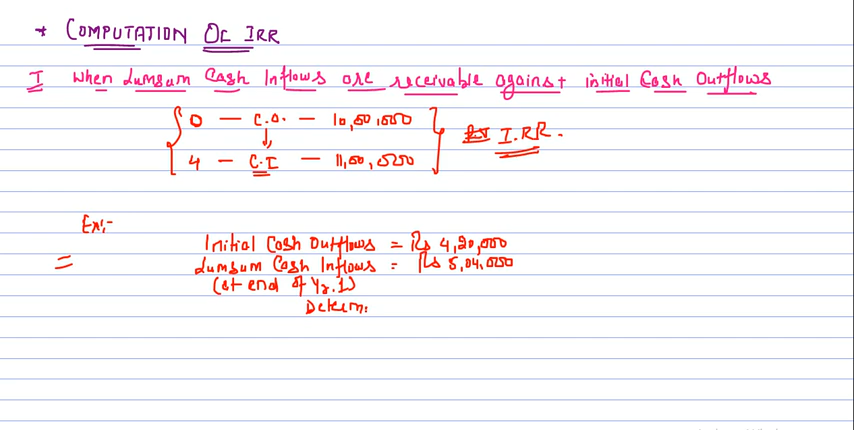 * COMPUTATION OF IRR
I When Lumsum Cash Inflows are receivable against initial Cash Outflows
0 – C.O. – 10,00,000
I.RR.
4 – C.I – 11,00,000
Ex:-
= Initial Cash Outflows = Rs 4,20,000
Lumsum Cash Inflows = Rs 5,04,000
(at end of Yr.1)
Determ.